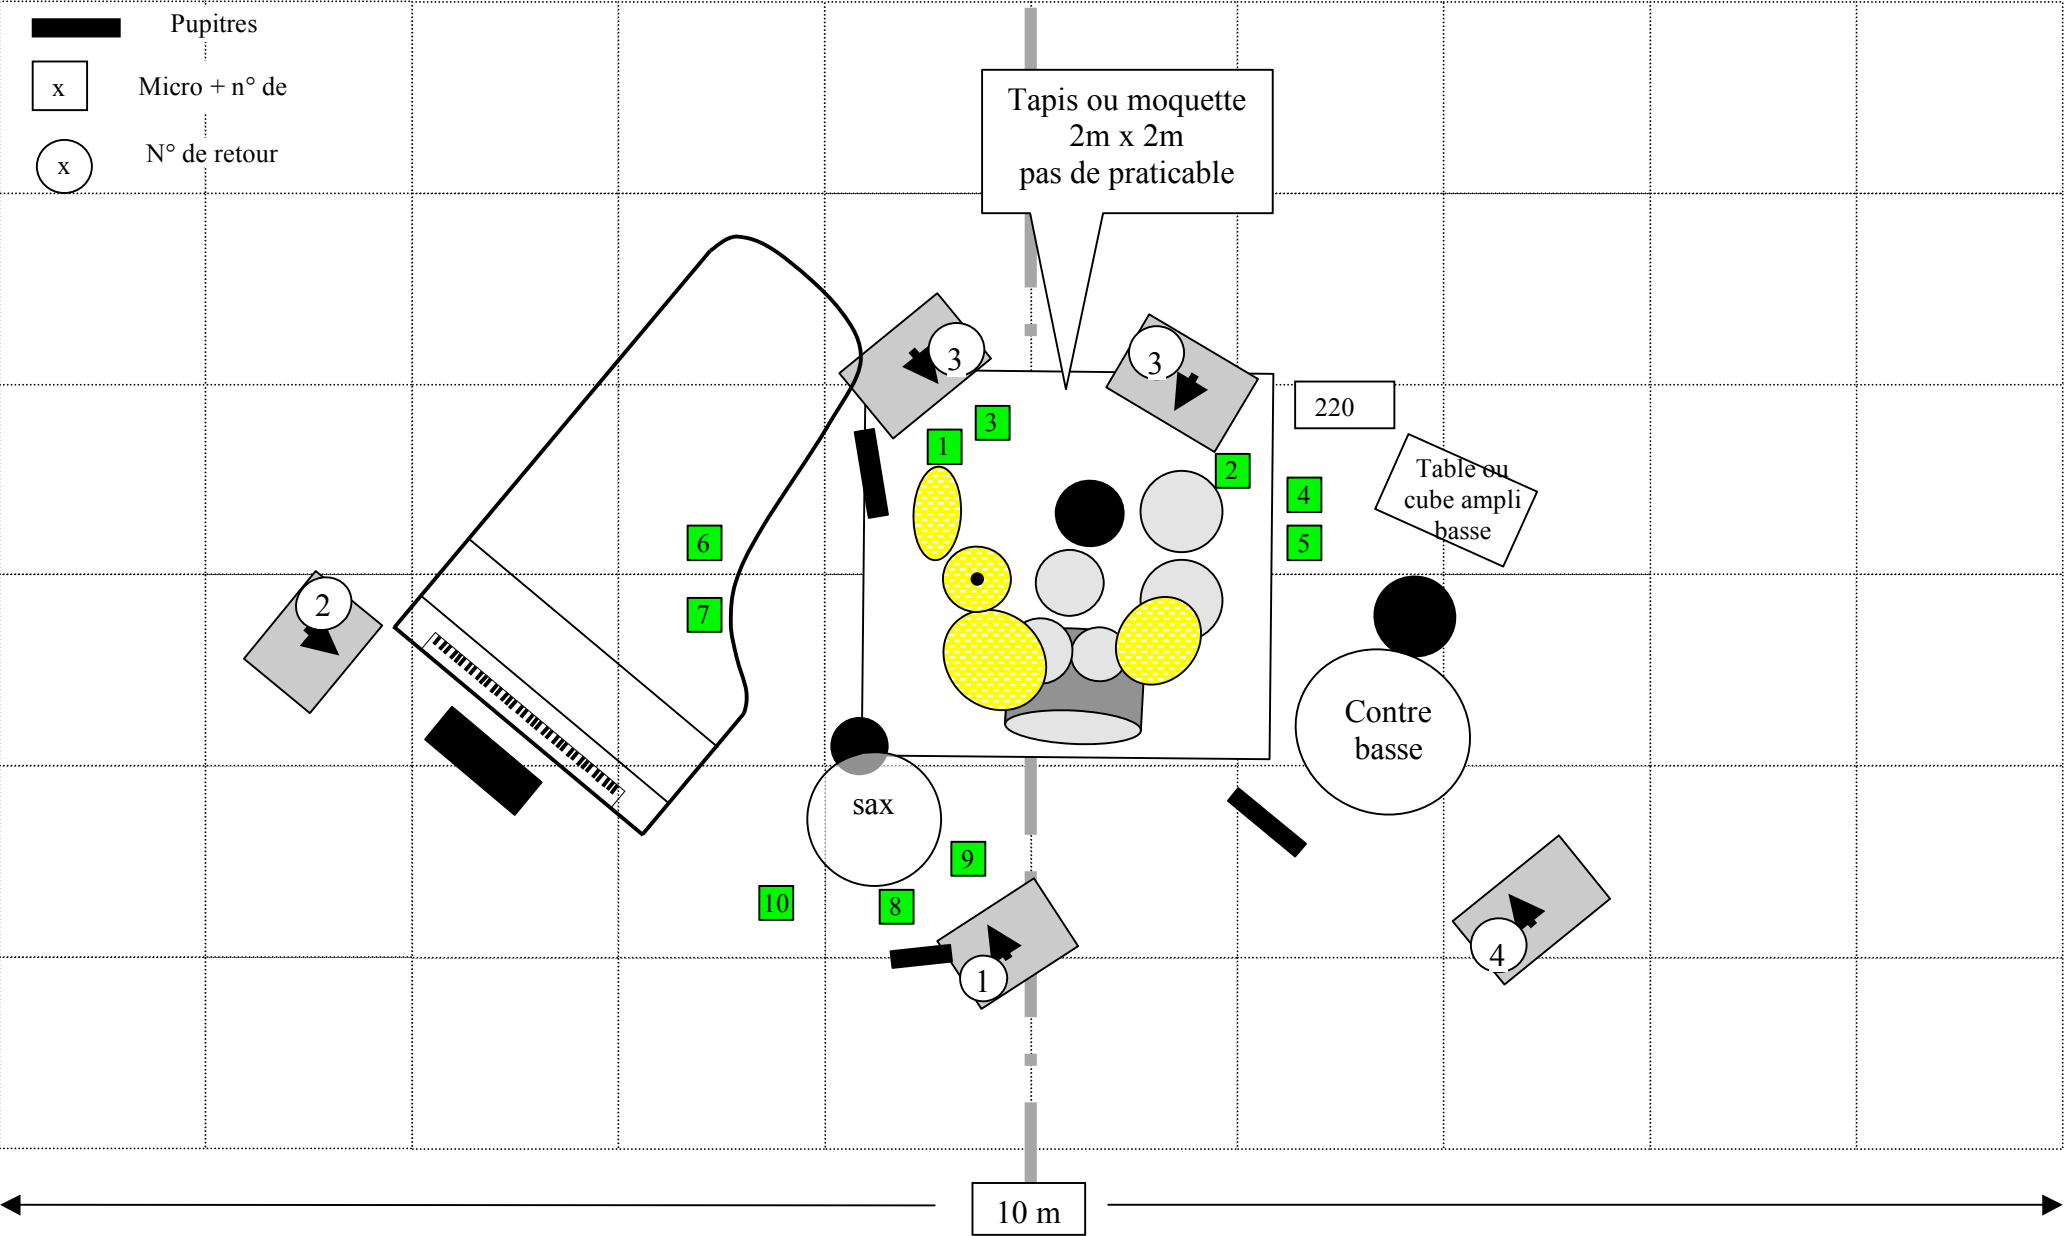 Pupitres
x
Micro + n° de
x
N° de retour
Tapis ou moquette
2m x 2m
pas de praticable
3
3
220
3
1
2
4
5
Table ou
cube ampli
basse
6
7
2
Contre
basse
sax
9
10
8
1
4
10 m